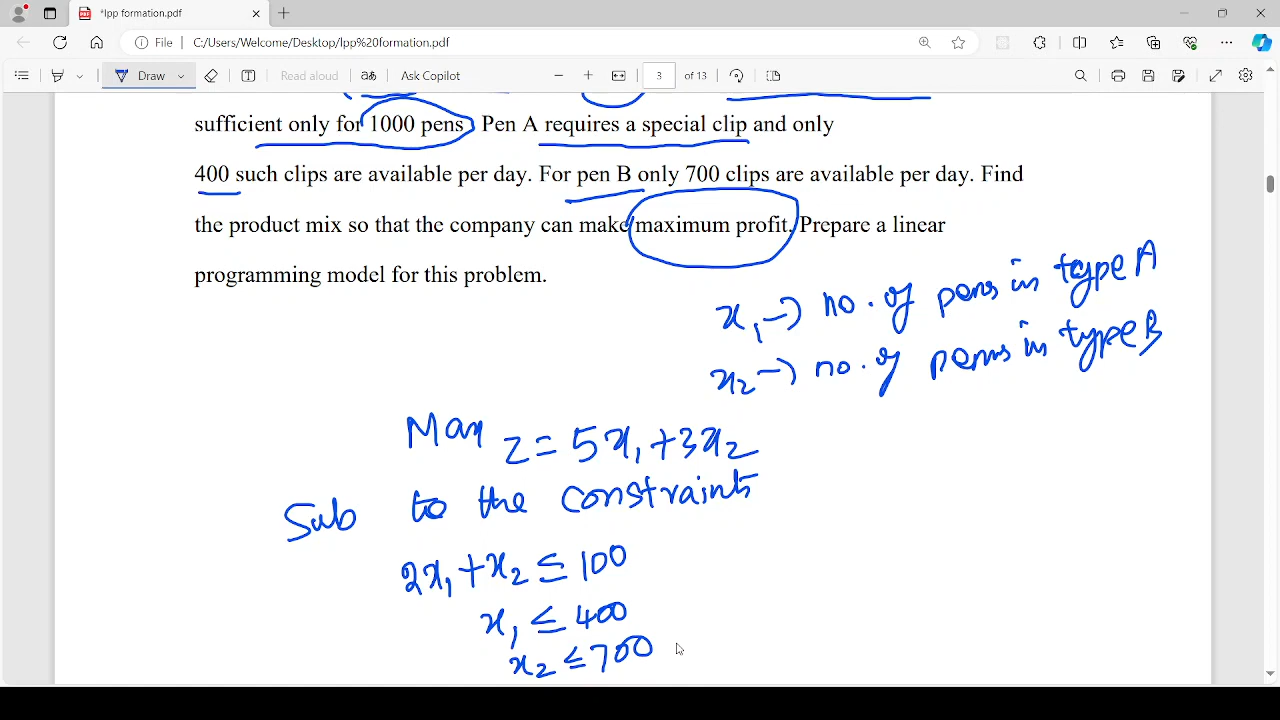 *lpp formation.pdf
File C:/Users/Welcome/Desktop/lpp%20formation.pdf
Draw Read aloud Ask Copilot 3 of 13
sufficient only for 1000 pens. Pen A requires a special clip and only
400 such clips are available per day. For pen B only 700 clips are available per day. Find
the product mix so that the company can make maximum profit. Prepare a linear
programming model for this problem.
x₁ → no. of pens in type A
x₂ → no. of pens in type B
Max Z = 5x₁ + 3x₂
Sub to the constraints
2x₁ + x₂ ≤ 100
x₁ ≤ 400
x₂ ≤ 700